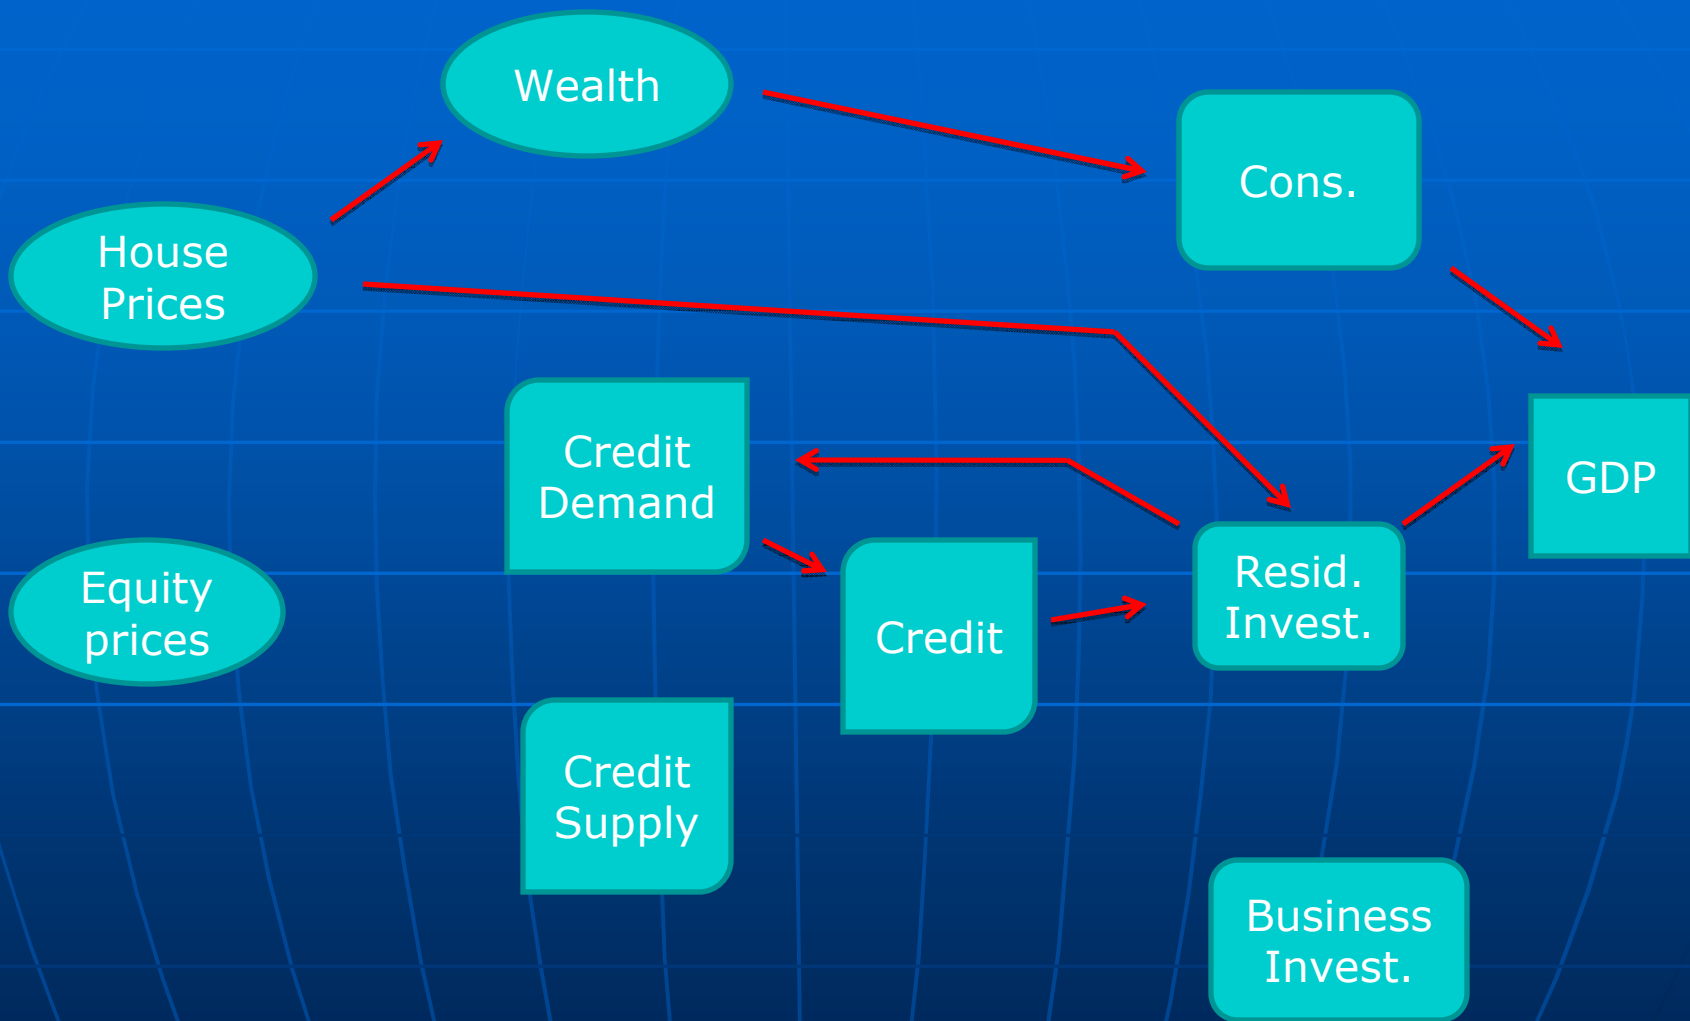 Wealth
Cons.
House
Prices
Credit
Demand
GDP
Equity
prices
Resid.
Invest.
Credit
Credit
Supply
Business
Invest.